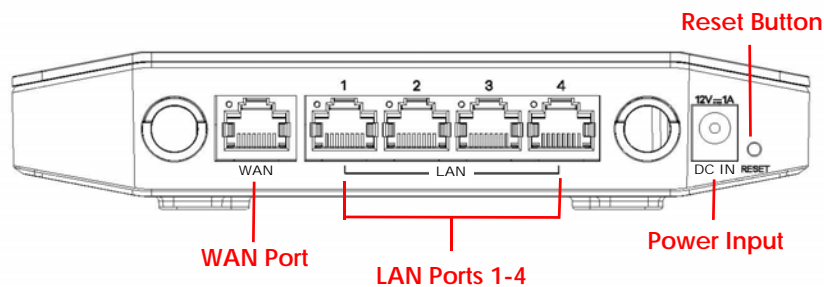 Reset Button
1 2 3 4
12V⎓1A
WAN
LAN
DC IN
RESET
WAN Port
LAN Ports 1-4
Power Input